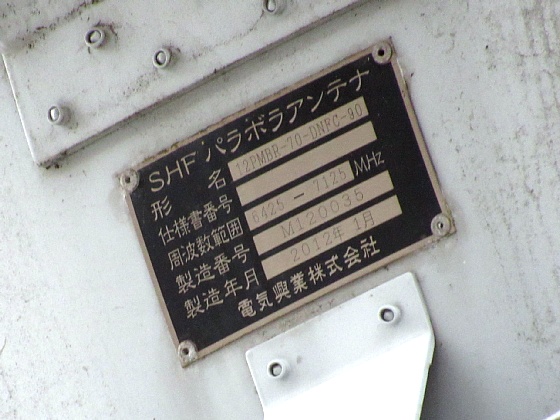 SHF パラボラアンテナ
形 名 12PMBR-70-DNFC-90
仕様書番号
周波数範囲 6425 - 7125 MHz
製造番号 M120035
製造年月 2012年 1月
電気興業株式会社